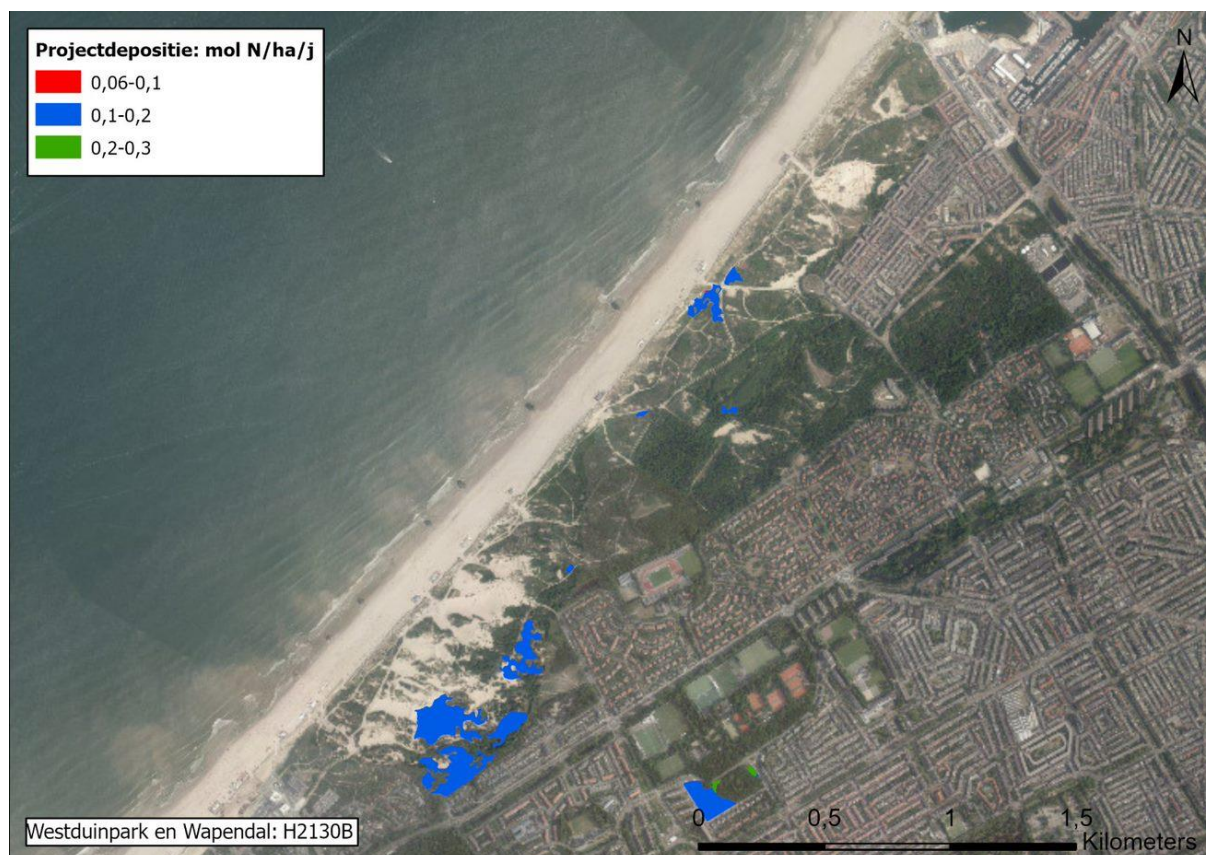 Projectdepositie: mol N/ha/j
0,06-0,1
0,1-0,2
0,2-0,3
N
0
0,5
1
1,5
Kilometers
Westduinpark en Wapendal: H2130B